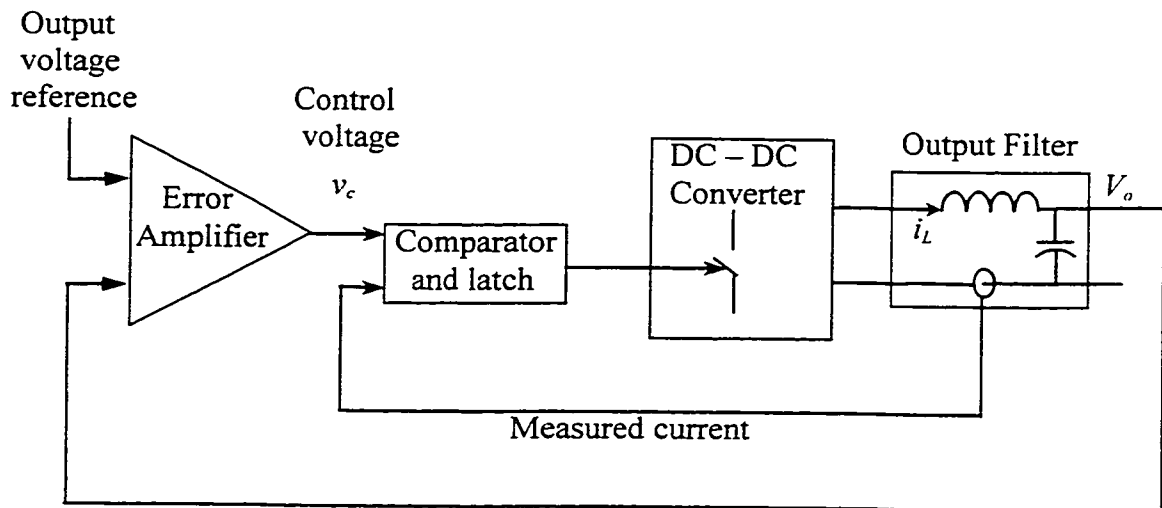 Output
voltage
reference
Control
voltage
v_c
Error
Amplifier
Comparator
and latch
DC – DC
Converter
Output Filter
i_L
V_o
Measured current